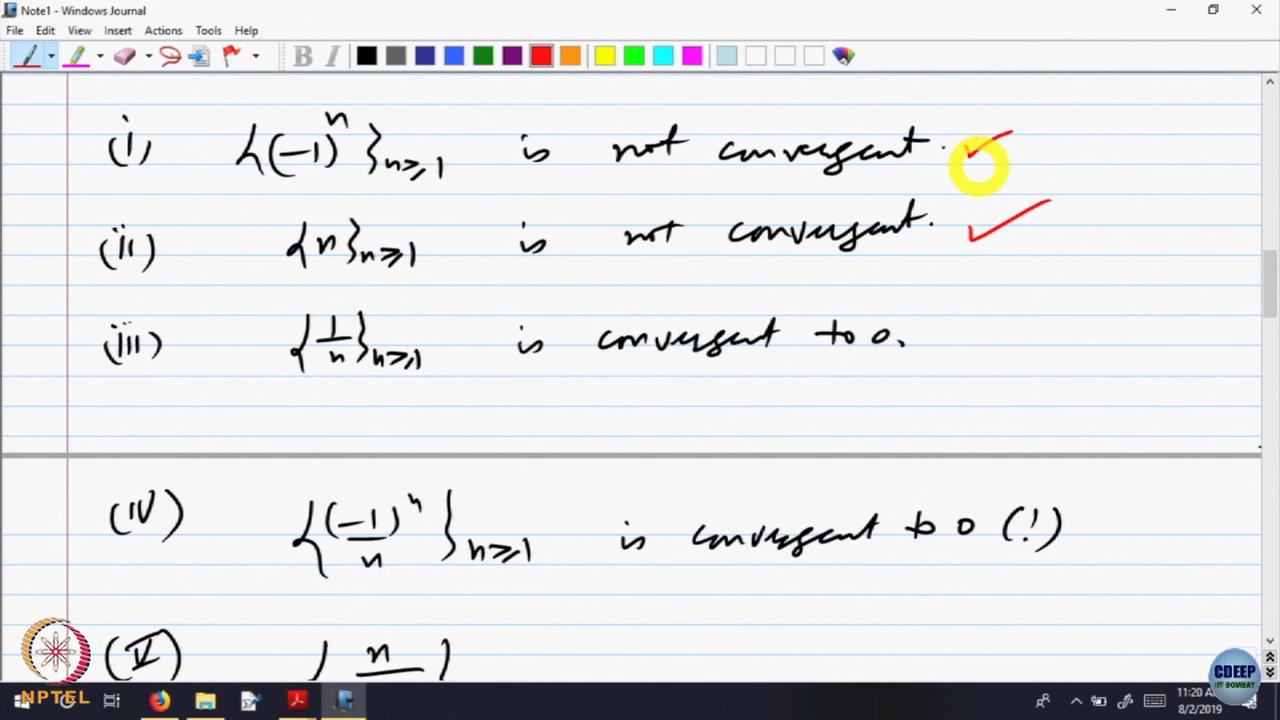 Note1 - Windows Journal
File Edit View Insert Actions Tools Help
B I
(i) {(-1)^n}_{n≥1} is not convergent. ✓
(ii) {n}_{n≥1} is not convergent. ✓
(iii) {1/n}_{n≥1} is convergent to 0.
(iv) {(-1)^n/n}_{n≥1} is convergent to 0 (!)
(V) { n }
NPTEL
CDEEP
IIT BOMBAY
11:20 A
8/2/2019